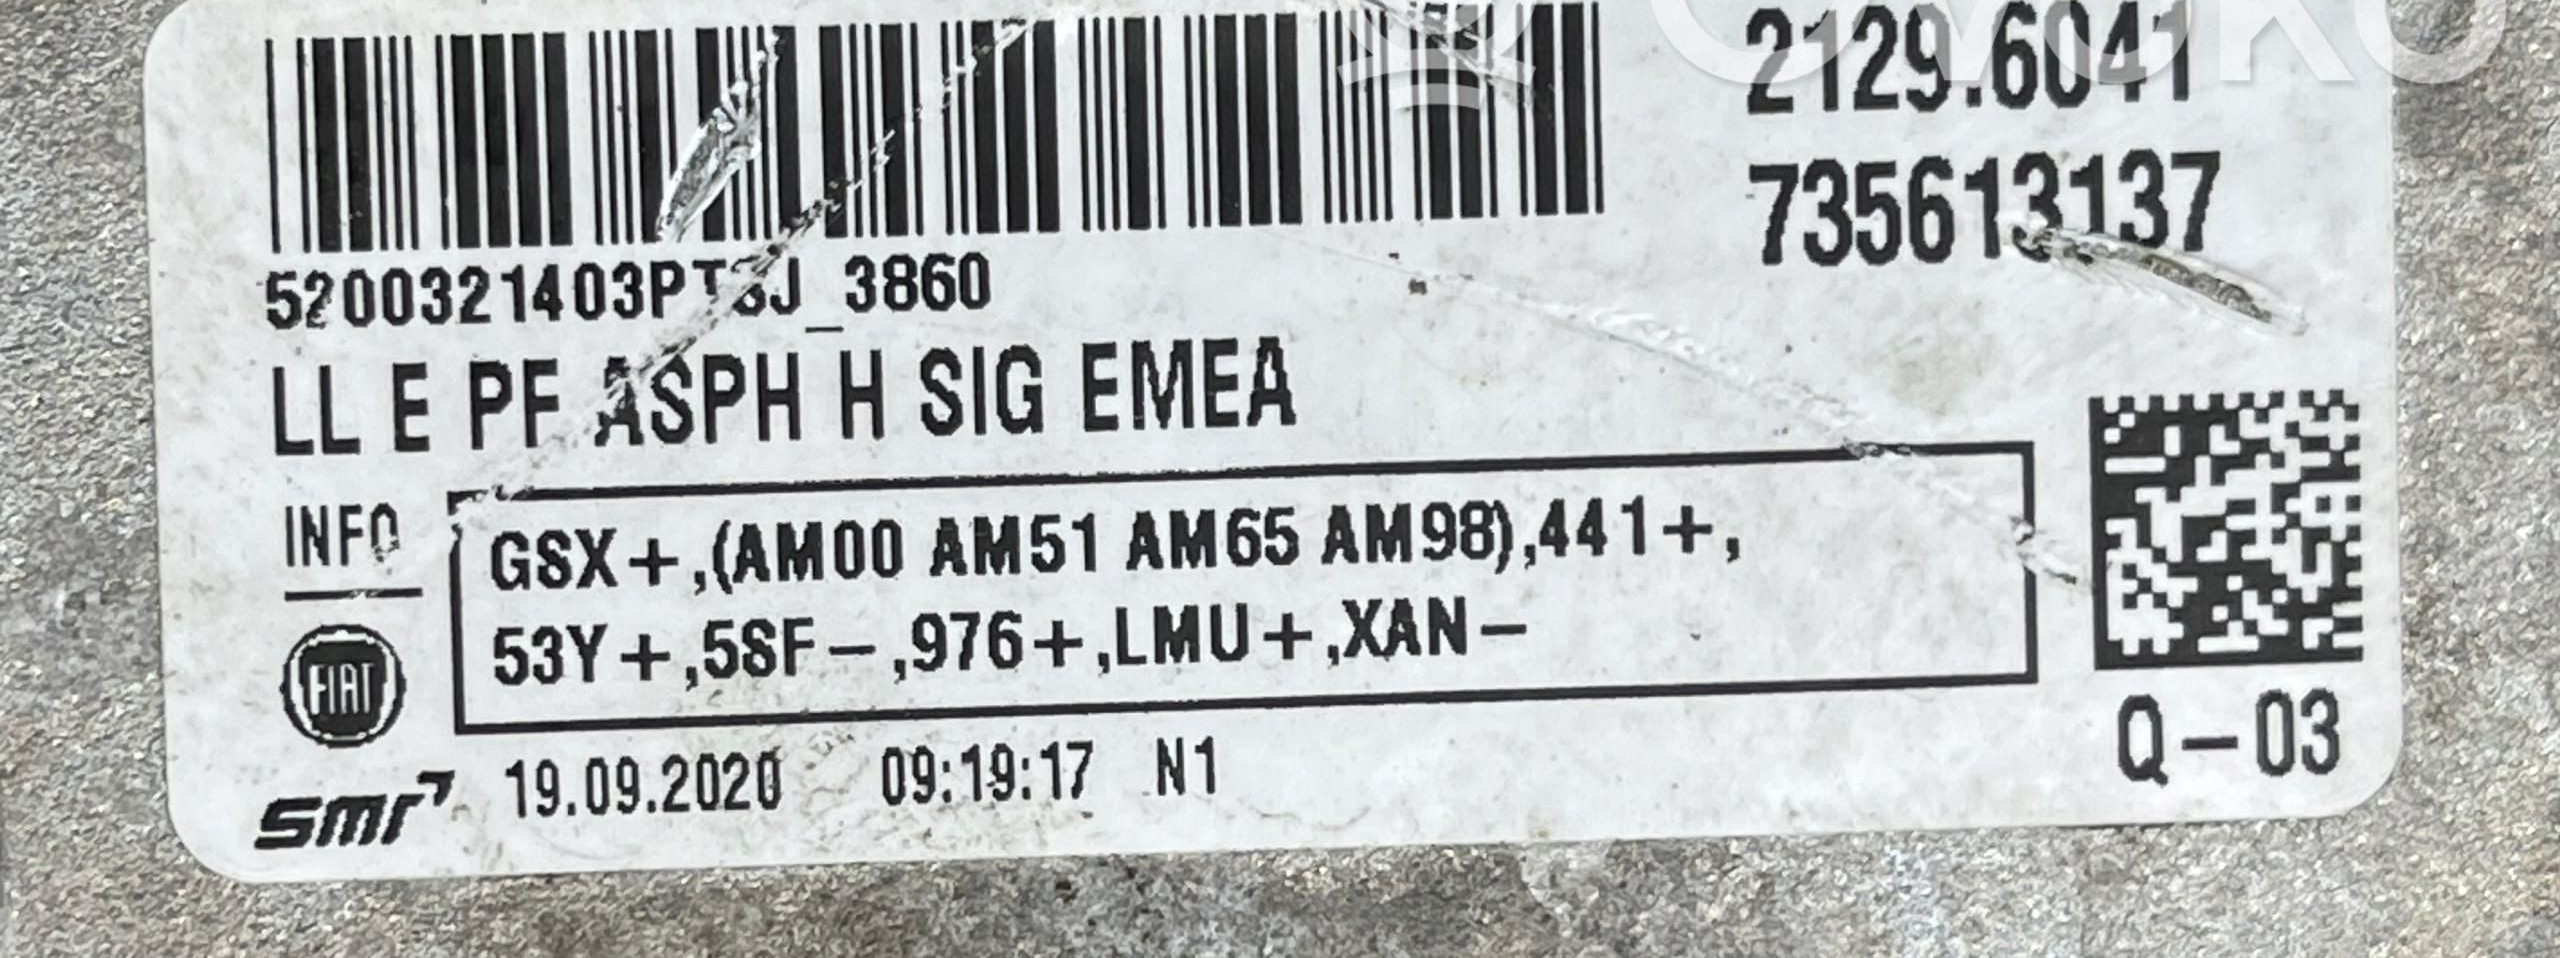 2129.6041
735613137
5200321403PTSJ_3860
LL E PF ASPH H SIG EMEA
INFO
GSX+,(AM00 AM51 AM65 AM98),441+,
53Y+,5SF-,976+,LMU+,XAN-
FIAT
Q-03
smr 19.09.2020 09:19:17 N1